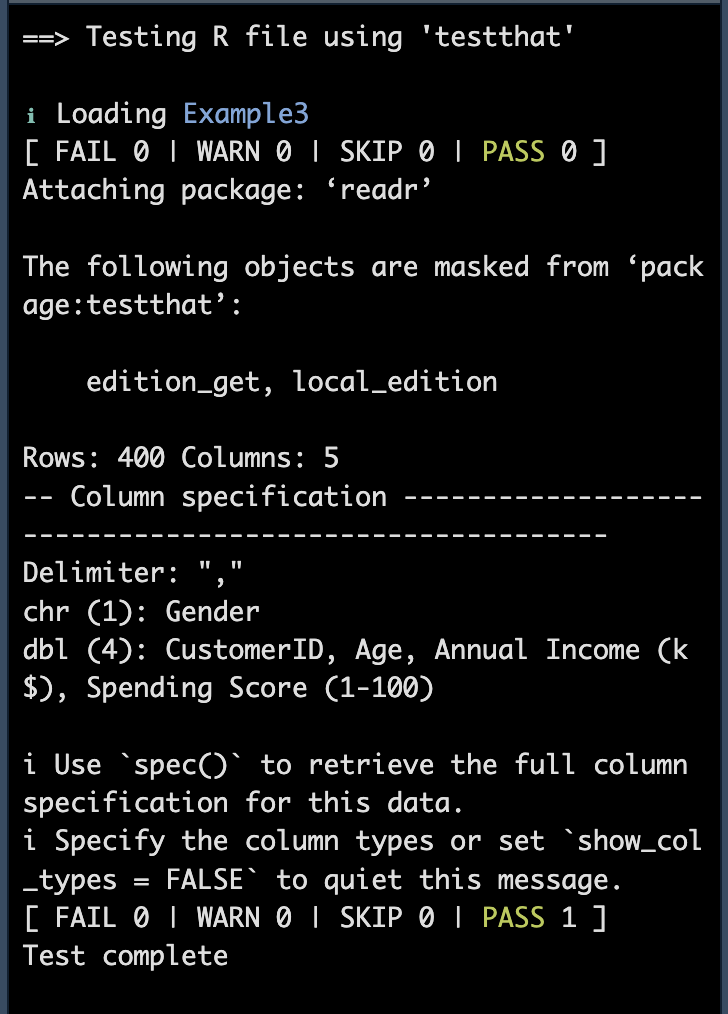 ==> Testing R file using 'testthat'
i Loading Example3
[ FAIL 0 | WARN 0 | SKIP 0 | PASS 0 ]
Attaching package: ‘readr’
The following objects are masked from ‘pack
age:testthat’:
    edition_get, local_edition
Rows: 400 Columns: 5
-- Column specification -------------------
-------------------------------------
Delimiter: ","
chr (1): Gender
dbl (4): CustomerID, Age, Annual Income (k
$), Spending Score (1-100)
i Use `spec()` to retrieve the full column
specification for this data.
i Specify the column types or set `show_col
_types = FALSE` to quiet this message.
[ FAIL 0 | WARN 0 | SKIP 0 | PASS 1 ]
Test complete